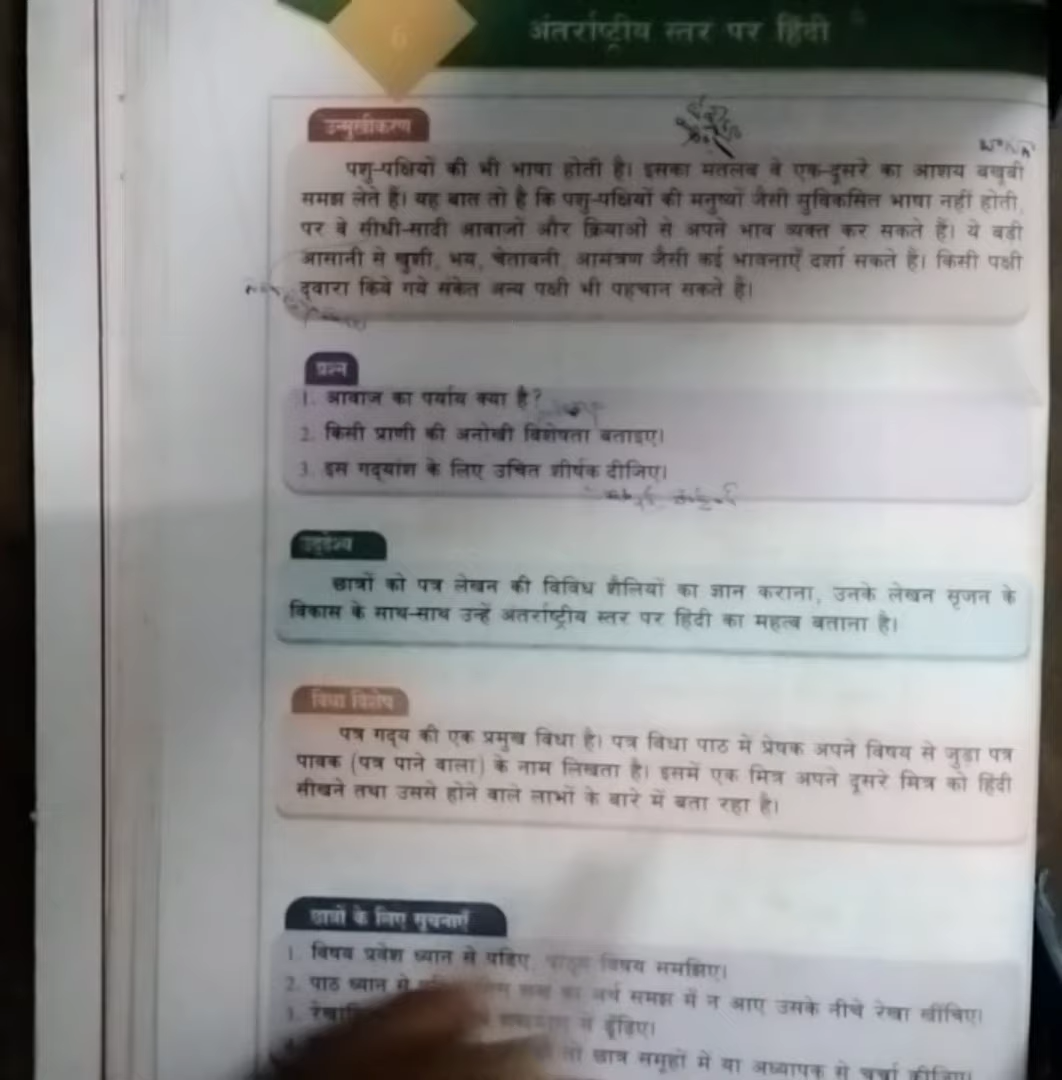 6
अंतर्राष्ट्रीय स्तर पर हिंदी
उन्मुखीकरण
पशु-पक्षियों की भी भाषा होती है। इसका मतलब वे एक-दूसरे का आशय बखूबी
समझ लेते हैं। यह बात तो है कि पशु-पक्षियों की मनुष्यों जैसी सुविकसित भाषा नहीं होती,
पर वे सीधी-सादी आवाजों और क्रियाओं से अपने भाव व्यक्त कर सकते हैं। ये बड़ी
आसानी से खुशी, भय, चेतावनी, आमंत्रण जैसी कई भावनाएँ दर्शा सकते हैं। किसी पक्षी
द्वारा किये गये संकेत अन्य पक्षी भी पहचान सकते हैं।
प्रश्न
1. आवाज का पर्याय क्या है?
2. किसी प्राणी की अनोखी विशेषता बताइए।
3. इस गद्यांश के लिए उचित शीर्षक दीजिए।
उद्देश्य
छात्रों को पत्र लेखन की विविध शैलियों का ज्ञान कराना, उनके लेखन सृजन के
विकास के साथ-साथ उन्हें अंतर्राष्ट्रीय स्तर पर हिंदी का महत्व बताना है।
विधा विशेष
पत्र गद्य की एक प्रमुख विधा है। पत्र विधा पाठ में प्रेषक अपने विषय से जुड़ा पत्र
पावक (पत्र पाने वाला) के नाम लिखता है। इसमें एक मित्र अपने दूसरे मित्र को हिंदी
सीखने तथा उससे होने वाले लाभों के बारे में बता रहा है।
छात्रों के लिए सूचनाएँ
1. विषय प्रवेश ध्यान से पढ़िए, विषय समझिए।
2. पाठ ध्यान से अर्थ समझ में न आए उसके नीचे रेखा खींचिए।
3. में ढूँढ़िए।
तो छात्र समूहों में या अध्यापक से चर्चा कीजिए।